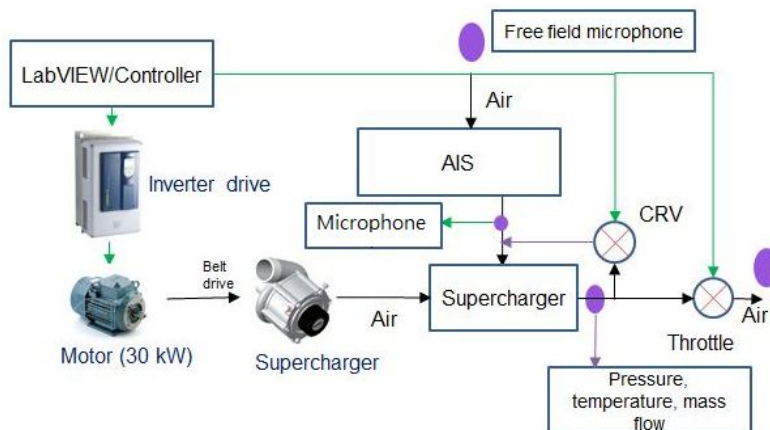 Free field microphone
LabVIEW/Controller
Air
AIS
Inverter drive
Microphone
CRV
Belt
drive
Supercharger
Air
Air
Motor (30 kW)
Supercharger
Throttle
Pressure,
temperature, mass
flow